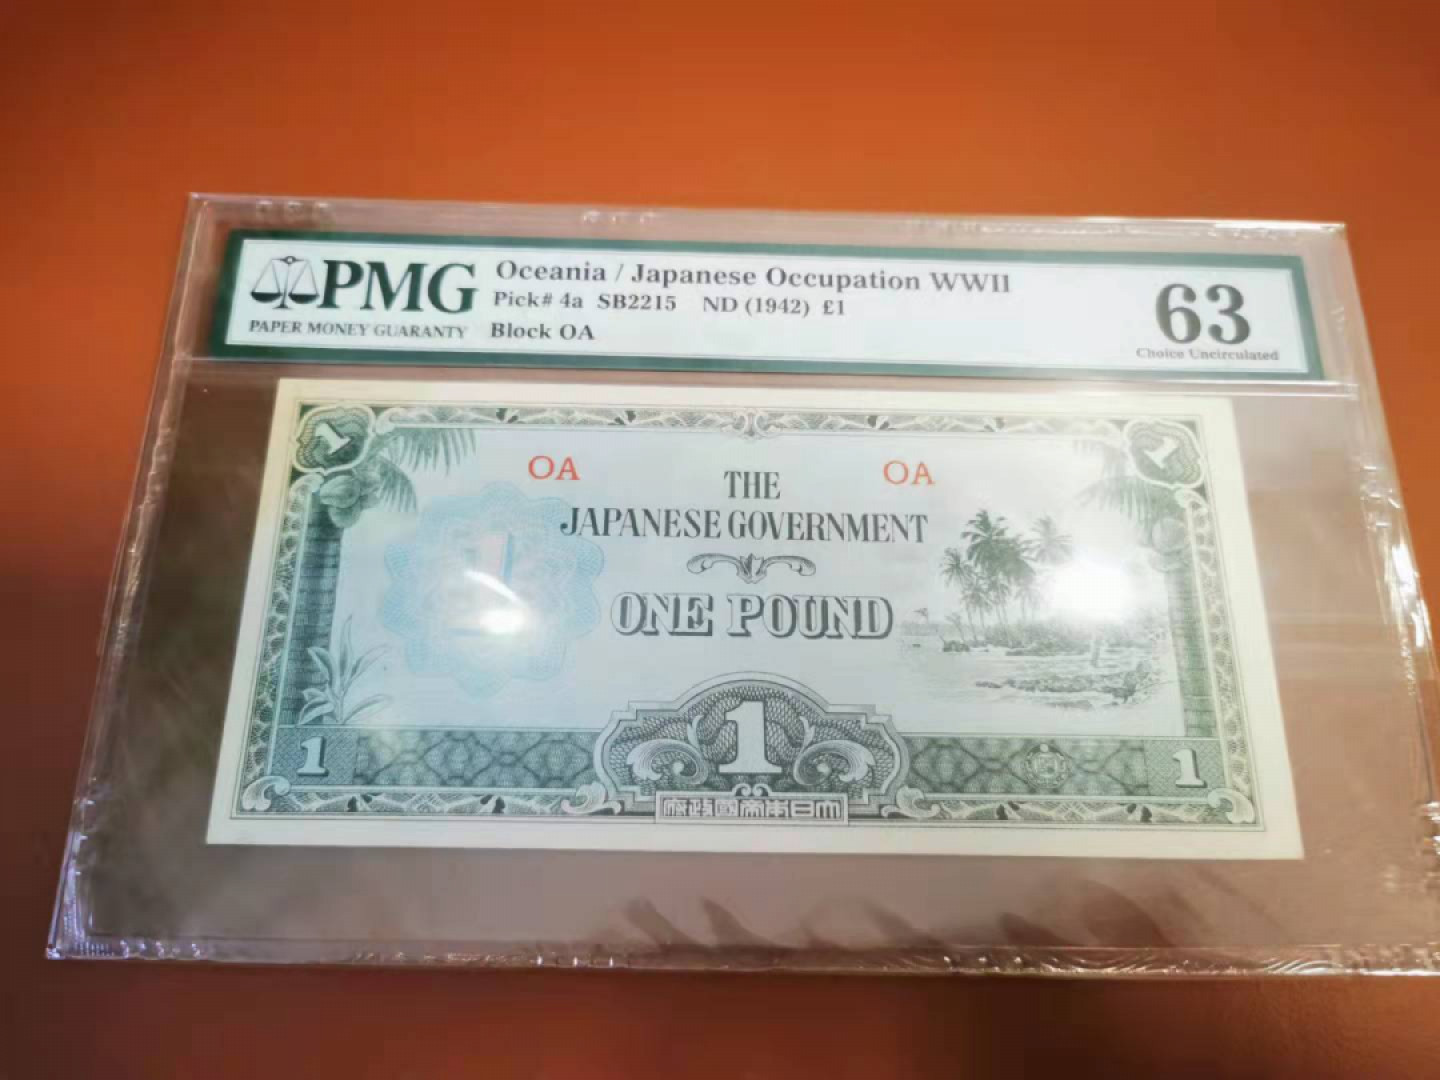 PMG
PAPER MONEY GUARANTY
Oceania / Japanese Occupation WWII
Pick# 4a SB2215 ND (1942) £1
Block OA
63
Choice Uncirculated
1
1
OA
OA
THE
JAPANESE GOVERNMENT
1
ONE POUND
1
1
1
府政國帝本日大